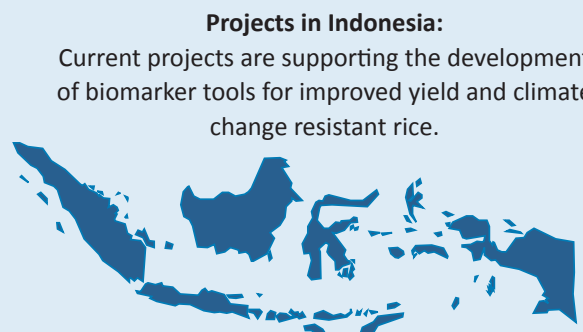 Projects in Indonesia:
Current projects are supporting the development
of biomarker tools for improved yield and climate
change resistant rice.